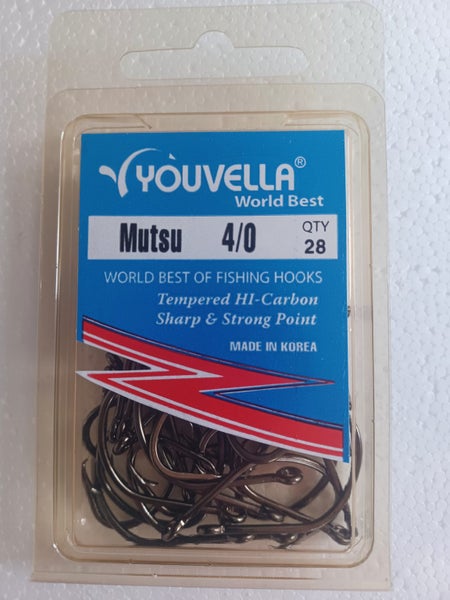 YOUVELLA®
World Best
Mutsu 4/0 QTY 28
WORLD BEST OF FISHING HOOKS
Tempered HI-Carbon
Sharp & Strong Point
MADE IN KOREA